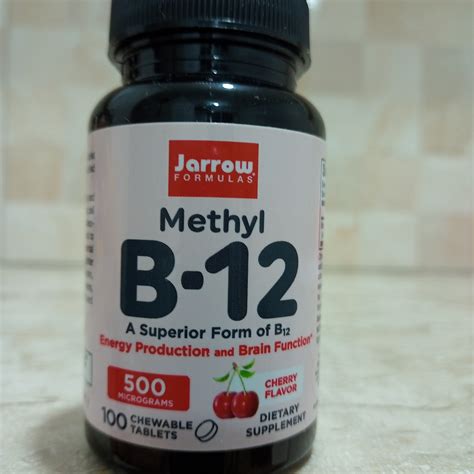 Jarrow
FORMULAS®
Methyl
B-12
A Superior Form of B12
Energy Production and Brain Function
500
MICROGRAMS
CHERRY
FLAVOR
100 CHEWABLE
TABLETS
DIETARY
SUPPLEMENT